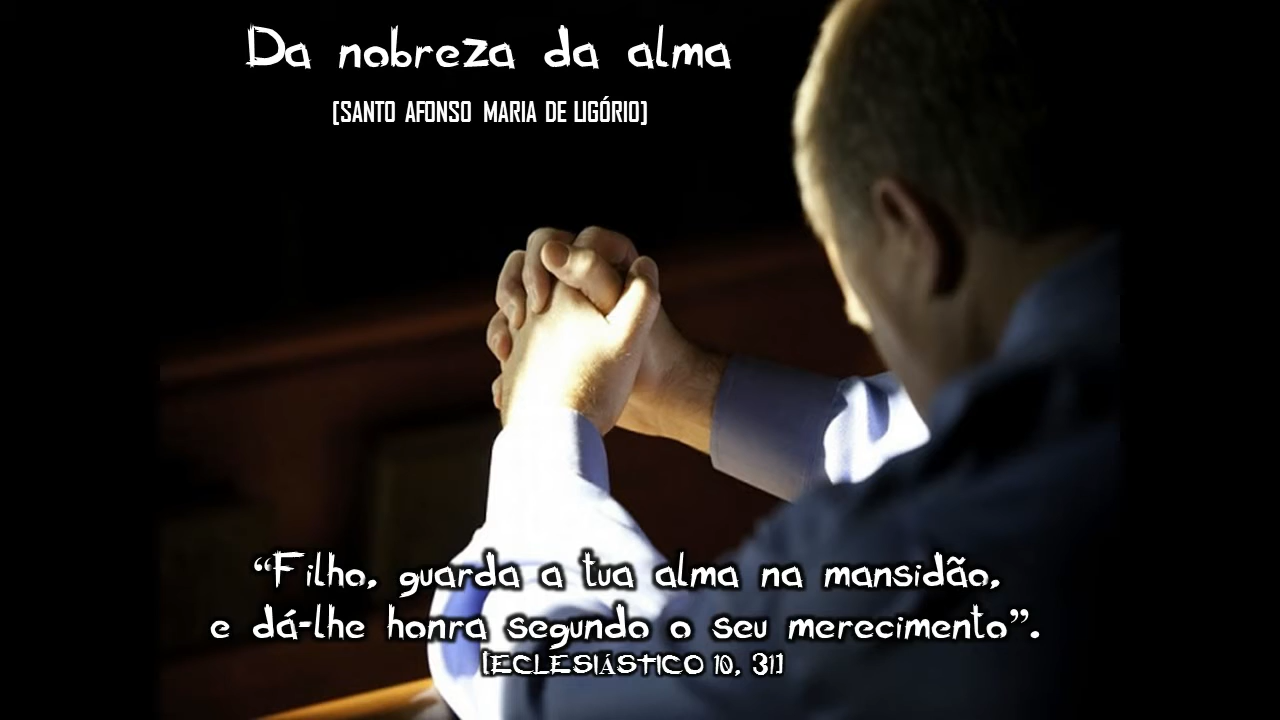 Da nobreza da alma
[SANTO AFONSO MARIA DE LIGÓRIO]
“Filho, guarda a tua alma na mansidão,
e dá-lhe honra segundo o seu merecimento”.
[ECLESIÁSTICO 10, 31]